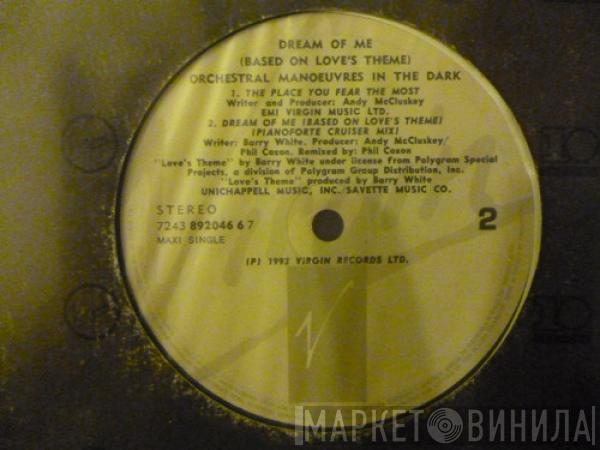 DREAM OF ME
(BASED ON LOVE'S THEME)
ORCHESTRAL MANOEUVRES IN THE DARK
1. THE PLACE YOU FEAR THE MOST
Writer and Producer: Andy McCluskey
EMI VIRGIN MUSIC LTD.
2. DREAM OF ME (BASED ON LOVE'S THEME)
(PIANOFORTE CRUISER MIX)
Writer: Barry White. Producer: Andy McCluskey/
Phil Coxon. Remixed by: Phil Coxon
"Love's Theme" by Barry White under license from Polygram Special
Projects, a division of Polygram Group Distribution, Inc.
"Love's Theme" produced by Barry White
UNICHAPPELL MUSIC, INC./SAVETTE MUSIC CO.
STEREO
7243 892046 6 7
MAXI SINGLE
2
(P) 1993 VIRGIN RECORDS LTD.
МАРКЕТ ВИНИЛА